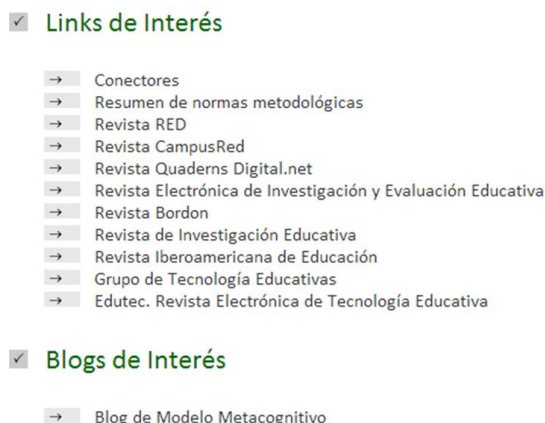 Links de Interés
Conectores
Resumen de normas metodológicas
Revista RED
Revista CampusRed
Revista Quaderns Digital.net
Revista Electrónica de Investigación y Evaluación Educativa
Revista Bordon
Revista de Investigación Educativa
Revista Iberoamericana de Educación
Grupo de Tecnología Educativas
Edutec. Revista Electrónica de Tecnología Educativa
Blogs de Interés
Blog de Modelo Metacognitivo